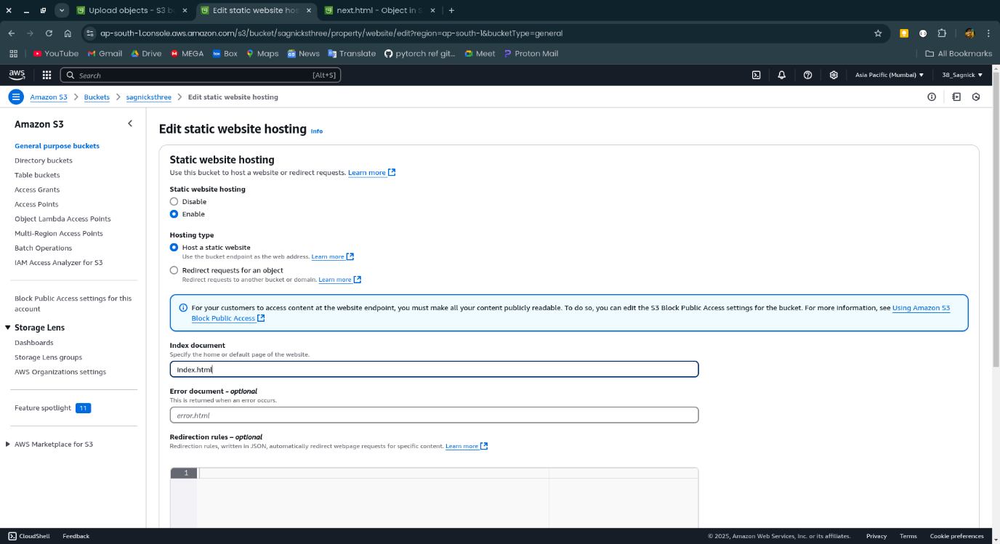 Upload objects - S3 b
Edit static website hos
next.html - Object in S
ap-south-1.console.aws.amazon.com/s3/bucket/sagnicksthree/property/website/edit?region=ap-south-1&bucketType=general
YouTube Gmail Drive MEGA Box Maps News Translate pytorch ref git... Meet Proton Mail All Bookmarks
aws Search [Alt+S] Asia Pacific (Mumbai) 38_Sagnick
Amazon S3 > Buckets > sagnicksthree > Edit static website hosting
Amazon S3
General purpose buckets
Directory buckets
Table buckets
Access Grants
Access Points
Object Lambda Access Points
Multi-Region Access Points
Batch Operations
IAM Access Analyzer for S3
Block Public Access settings for this
account
Storage Lens
Dashboards
Storage Lens groups
AWS Organizations settings
Feature spotlight 11
AWS Marketplace for S3
Edit static website hosting Info
Static website hosting
Use this bucket to host a website or redirect requests. Learn more
Static website hosting
Disable
Enable
Hosting type
Host a static website
Use the bucket endpoint as the web address. Learn more
Redirect requests for an object
Redirect requests to another bucket or domain. Learn more
For your customers to access content at the website endpoint, you must make all your content publicly readable. To do so, you can edit the S3 Block Public Access settings for the bucket. For more information, see Using Amazon S3
Block Public Access
Index document
Specify the home or default page of the website.
index.html
Error document - optional
This is returned when an error occurs.
error.html
Redirection rules – optional
Redirection rules, written in JSON, automatically redirect webpage requests for specific content. Learn more
1
CloudShell Feedback © 2025, Amazon Web Services, Inc. or its affiliates. Privacy Terms Cookie preferences